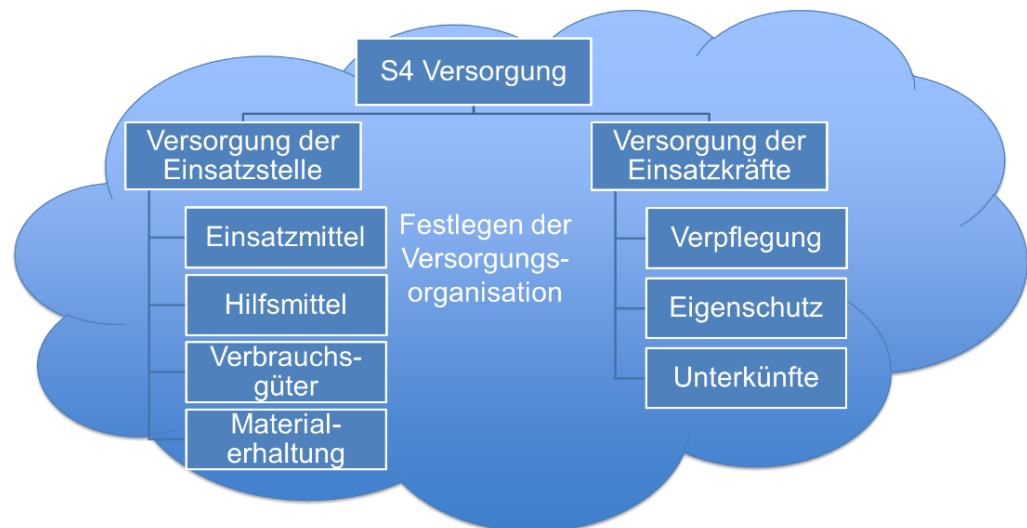 S4 Versorgung
Versorgung der
Einsatzstelle
Einsatzmittel
Hilfsmittel
Verbrauchs-
güter
Material-
erhaltung
Festlegen der
Versorgungs-
organisation
Versorgung der
Einsatzkräfte
Verpflegung
Eigenschutz
Unterkünfte